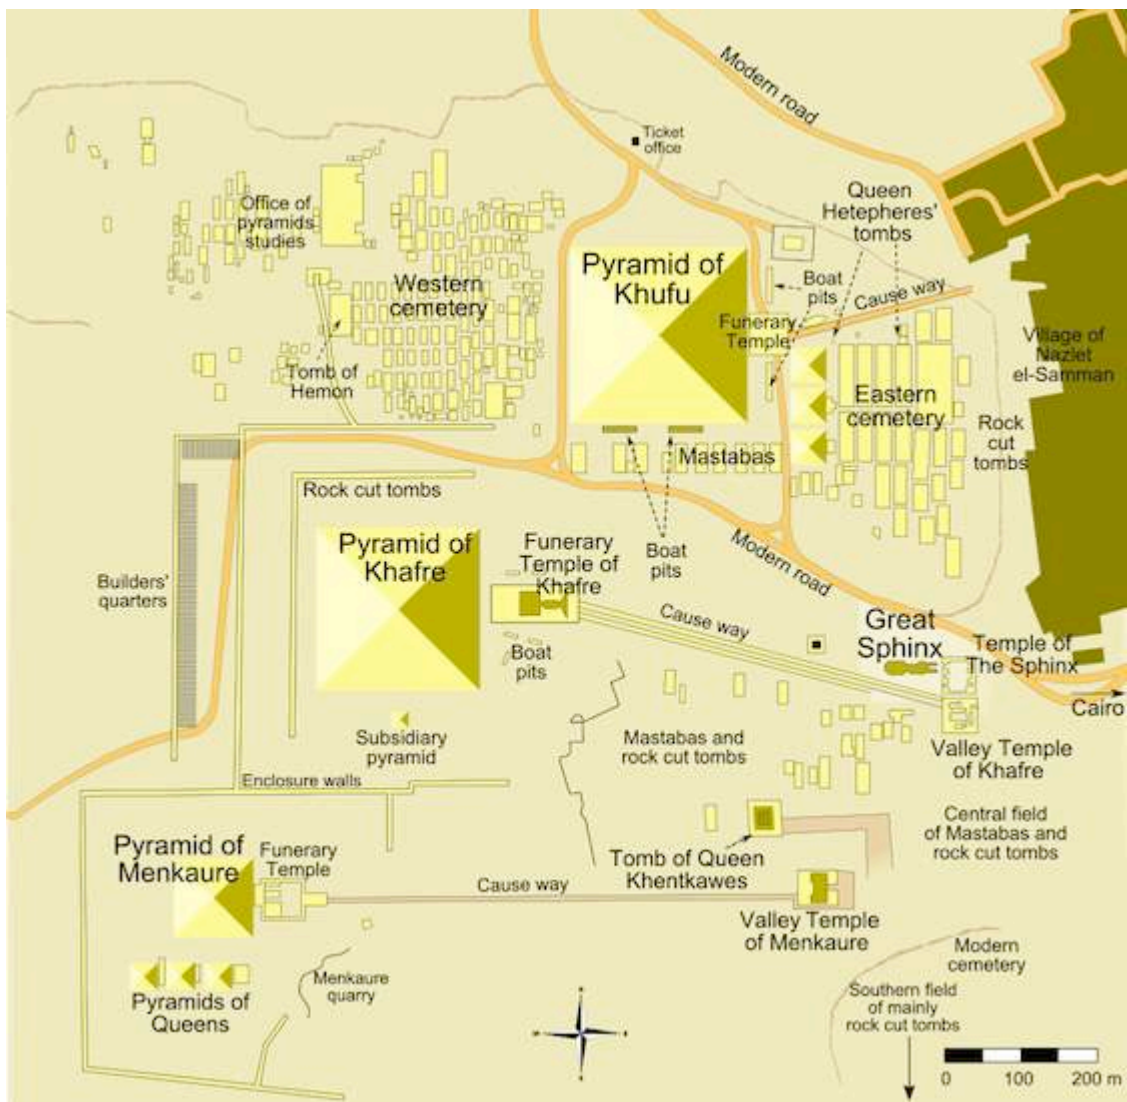 Modern road
Ticket
office
Queen
Hetepheres'
tombs
Office of
pyramids
studies
Pyramid of
Khufu
Boat
pits
Cause way
Western
cemetery
Funerary
Temple
Village of
Nazlet
el-Samman
Tomb of
Hemon
Eastern
cemetery
Rock
cut
tombs
Mastabas
Rock cut tombs
Pyramid of
Khafre
Funerary
Temple of
Khafre
Boat
pits
Modern road
Builders'
quarters
Cause way
Great
Sphinx
Temple of
The Sphinx
Boat
pits
Cairo
Subsidiary
pyramid
Mastabas and
rock cut tombs
Valley Temple
of Khafre
Enclosure walls
Central field
of Mastabas and
rock cut tombs
Pyramid of
Menkaure
Funerary
Temple
Tomb of Queen
Khentkawes
Cause way
Valley Temple
of Menkaure
Modern
cemetery
Menkaure
quarry
Pyramids of
Queens
Southern field
of mainly
rock cut tombs
0 100 200 m